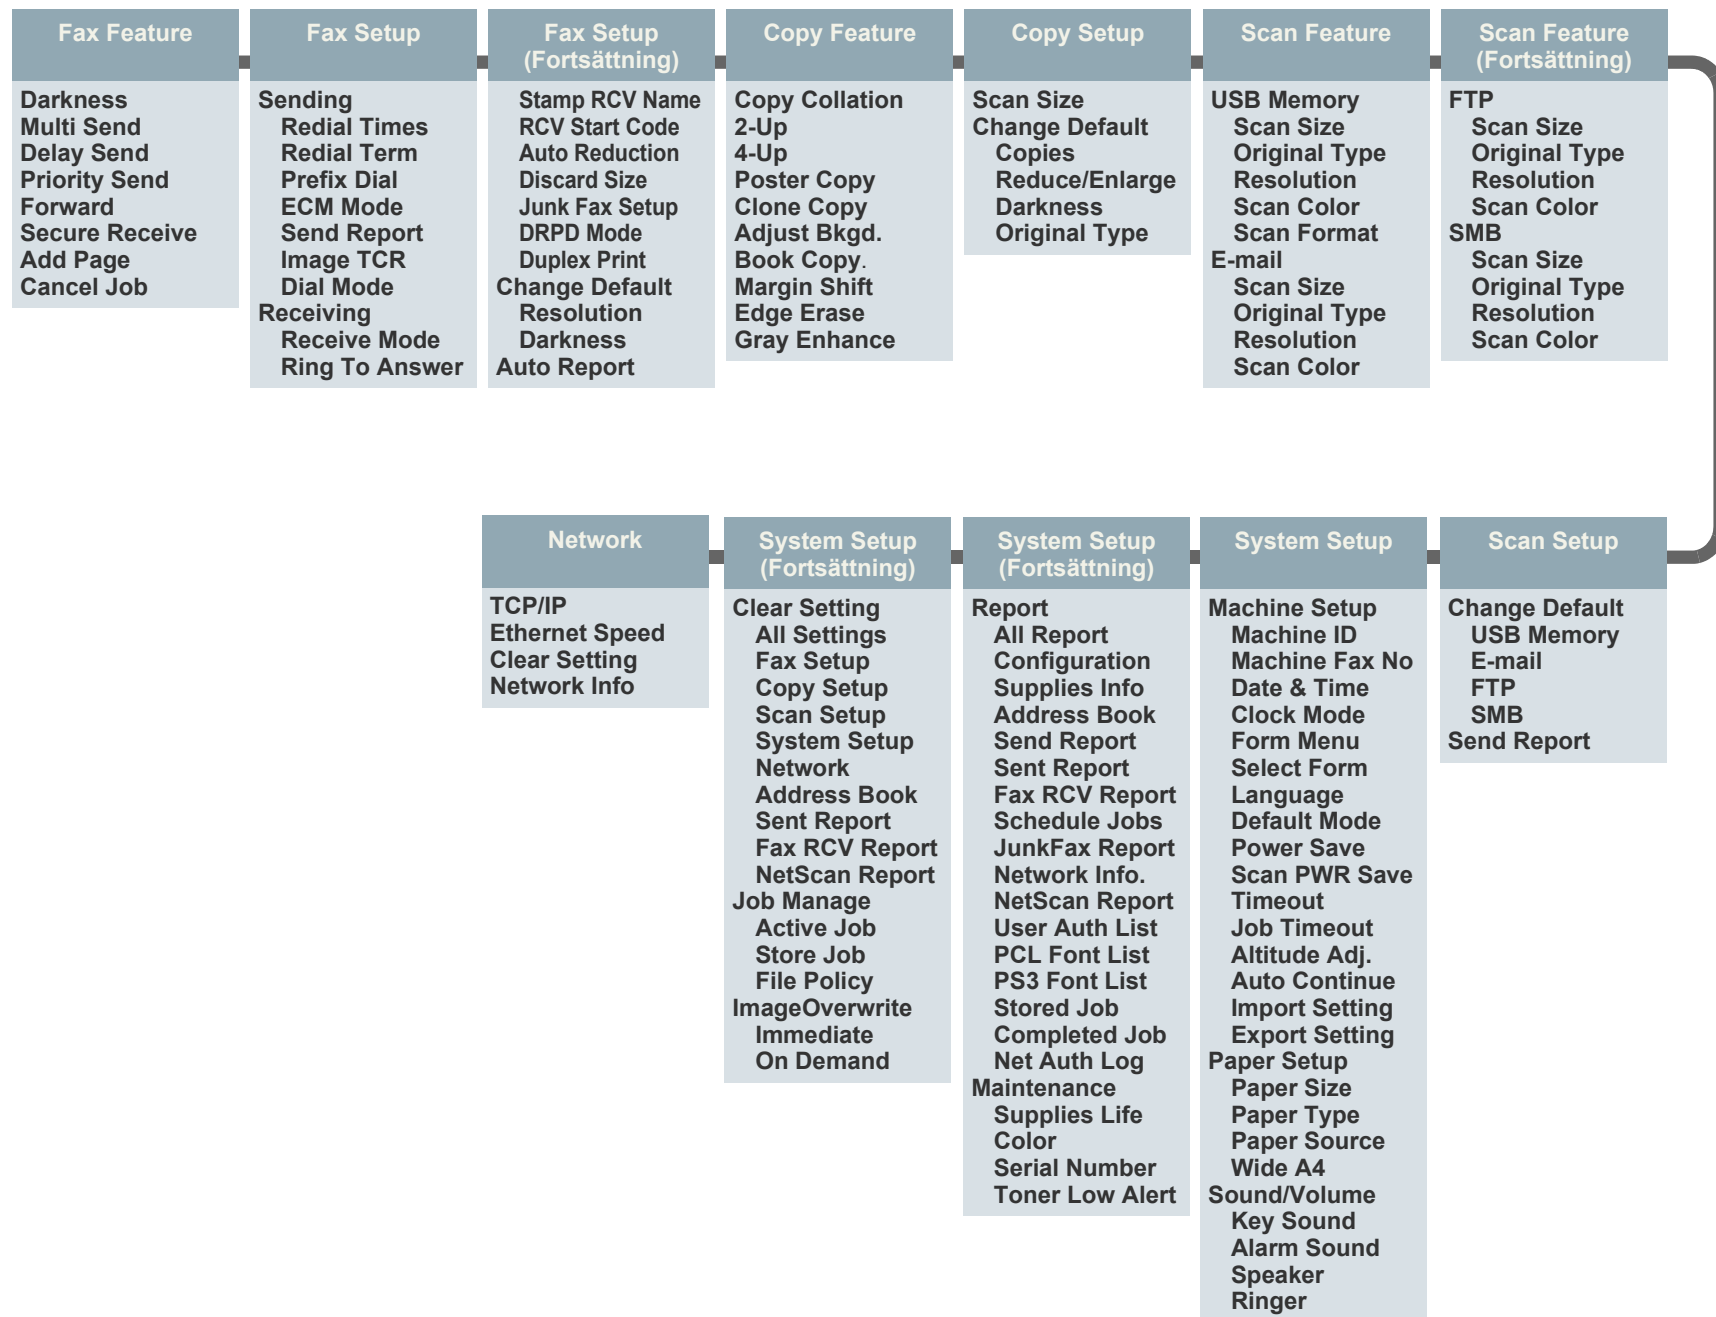 Fax Feature
Darkness
Multi Send
Delay Send
Priority Send
Forward
Secure Receive
Add Page
Cancel Job
Fax Setup
Sending
Redial Times
Redial Term
Prefix Dial
ECM Mode
Send Report
Image TCR
Dial Mode
Receiving
Receive Mode
Ring To Answer
Fax Setup
(Fortsättning)
Stamp RCV Name
RCV Start Code
Auto Reduction
Discard Size
Junk Fax Setup
DRPD Mode
Duplex Print
Change Default
Resolution
Darkness
Auto Report
Copy Feature
Copy Collation
2-Up
4-Up
Poster Copy
Clone Copy
Adjust Bkgd.
Book Copy.
Margin Shift
Edge Erase
Gray Enhance
Copy Setup
Scan Size
Change Default
Copies
Reduce/Enlarge
Darkness
Original Type
Scan Feature
USB Memory
Scan Size
Original Type
Resolution
Scan Color
Scan Format
E-mail
Scan Size
Original Type
Resolution
Scan Color
Scan Feature
(Fortsättning)
FTP
Scan Size
Original Type
Resolution
Scan Color
SMB
Scan Size
Original Type
Resolution
Scan Color
Network
TCP/IP
Ethernet Speed
Clear Setting
Network Info
System Setup
(Fortsättning)
Clear Setting
All Settings
Fax Setup
Copy Setup
Scan Setup
System Setup
Network
Address Book
Sent Report
Fax RCV Report
NetScan Report
Job Manage
Active Job
Store Job
File Policy
ImageOverwrite
Immediate
On Demand
System Setup
(Fortsättning)
Report
All Report
Configuration
Supplies Info
Address Book
Send Report
Sent Report
Fax RCV Report
Schedule Jobs
JunkFax Report
Network Info.
NetScan Report
User Auth List
PCL Font List
PS3 Font List
Stored Job
Completed Job
Net Auth Log
Maintenance
Supplies Life
Color
Serial Number
Toner Low Alert
System Setup
Machine Setup
Machine ID
Machine Fax No
Date & Time
Clock Mode
Form Menu
Select Form
Language
Default Mode
Power Save
Scan PWR Save
Timeout
Job Timeout
Altitude Adj.
Auto Continue
Import Setting
Export Setting
Paper Setup
Paper Size
Paper Type
Paper Source
Wide A4
Sound/Volume
Key Sound
Alarm Sound
Speaker
Ringer
Scan Setup
Change Default
USB Memory
E-mail
FTP
SMB
Send Report